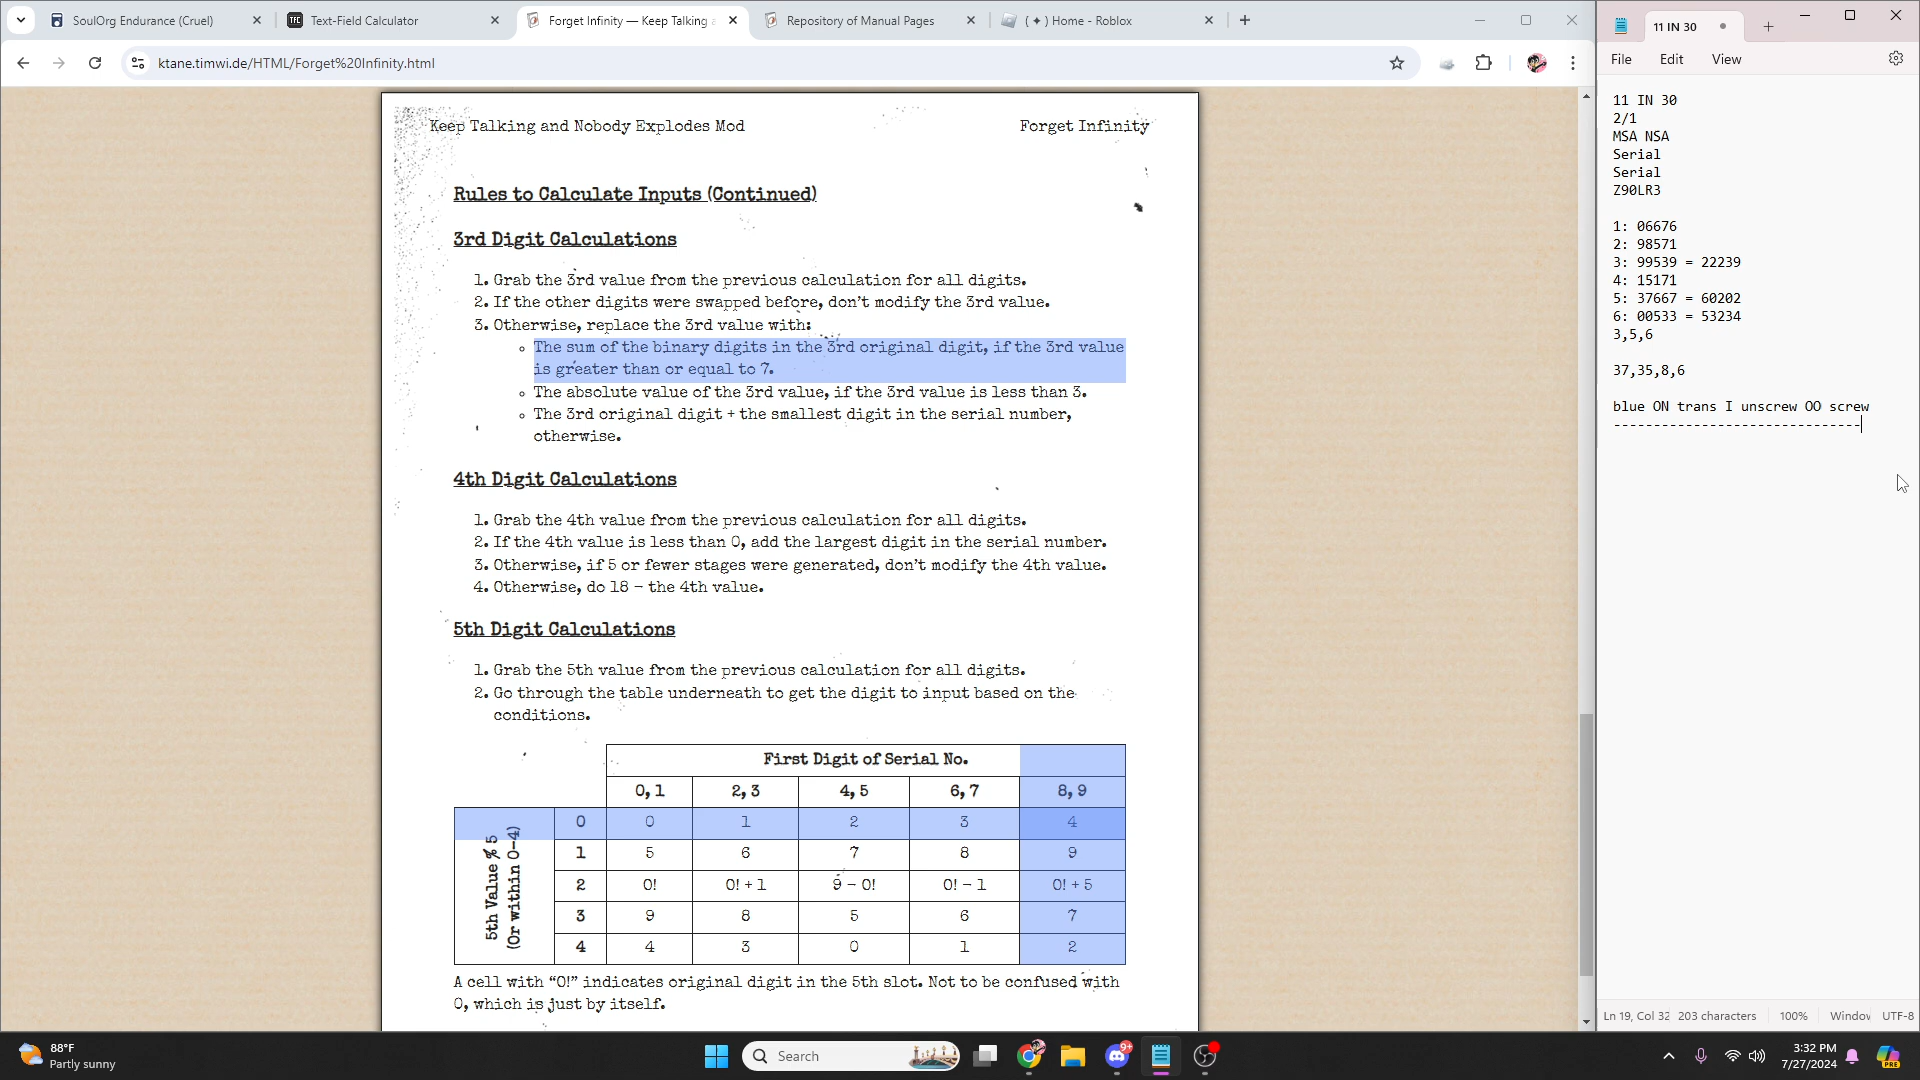 SoulOrg Endurance (Cruel)
TFC Text-Field Calculator
Forget Infinity — Keep Talking a
Repository of Manual Pages
( ✦ ) Home - Roblox
ktane.timwi.de/HTML/Forget%20Infinity.html
Keep Talking and Nobody Explodes Mod
Forget Infinity
Rules to Calculate Inputs (Continued)
3rd Digit Calculations
1. Grab the 3rd value from the previous calculation for all digits.
2. If the other digits were swapped before, don't modify the 3rd value.
3. Otherwise, replace the 3rd value with:
The sum of the binary digits in the 3rd original digit, if the 3rd value
is greater than or equal to 7.
The absolute value of the 3rd value, if the 3rd value is less than 3.
The 3rd original digit + the smallest digit in the serial number,
otherwise.
4th Digit Calculations
1. Grab the 4th value from the previous calculation for all digits.
2. If the 4th value is less than 0, add the largest digit in the serial number.
3. Otherwise, if 5 or fewer stages were generated, don't modify the 4th value.
4. Otherwise, do 18 - the 4th value.
5th Digit Calculations
1. Grab the 5th value from the previous calculation for all digits.
2. Go through the table underneath to get the digit to input based on the
conditions.
First Digit of Serial No.
0, 1 2, 3 4, 5 6, 7 8, 9
5th Value % 5
(Or within 0-4)
0 0 1 2 3 4
1 5 6 7 8 9
2 0! 0! + 1 9 - 0! 0! - 1 0! + 5
3 9 8 5 6 7
4 4 3 0 1 2
A cell with "0!" indicates original digit in the 5th slot. Not to be confused with
0, which is just by itself.
11 IN 30
File Edit View
11 IN 30
2/1
MSA NSA
Serial
Serial
Z90LR3
1: 06676
2: 98571
3: 99539 = 22239
4: 15171
5: 37667 = 60202
6: 00533 = 53234
3,5,6
37,35,8,6
blue ON trans I unscrew OO screw
-------------------------------
Ln 19, Col 32 203 characters 100% Window UTF-8
88°F
Partly sunny
Search
9+
3:32 PM
7/27/2024
PRE